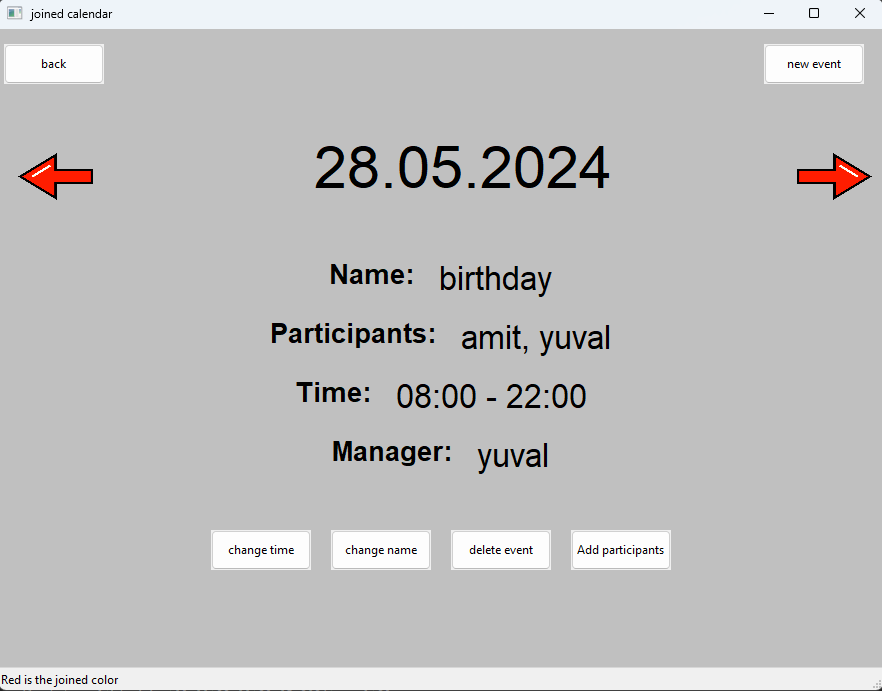 joined calendar
back
new event
28.05.2024
Name: birthday
Participants: amit, yuval
Time: 08:00 - 22:00
Manager: yuval
change time
change name
delete event
Add participants
Red is the joined color